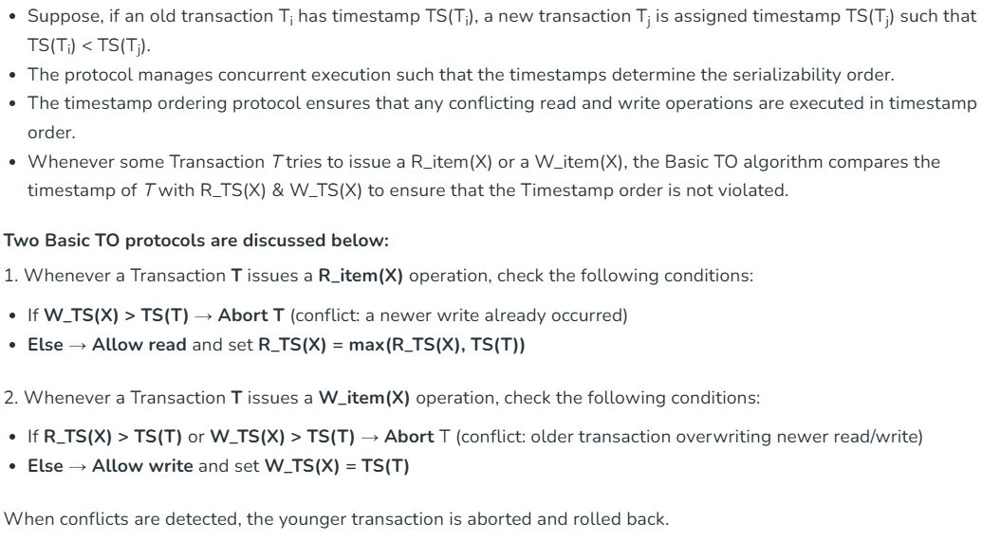 • Suppose, if an old transaction Ti has timestamp TS(Ti), a new transaction Tj is assigned timestamp TS(Tj) such that
TS(Ti) < TS(Tj).
• The protocol manages concurrent execution such that the timestamps determine the serializability order.
• The timestamp ordering protocol ensures that any conflicting read and write operations are executed in timestamp
order.
• Whenever some Transaction T tries to issue a R_item(X) or a W_item(X), the Basic TO algorithm compares the
timestamp of T with R_TS(X) & W_TS(X) to ensure that the Timestamp order is not violated.
Two Basic TO protocols are discussed below:
1. Whenever a Transaction T issues a R_item(X) operation, check the following conditions:
• If W_TS(X) > TS(T) → Abort T (conflict: a newer write already occurred)
• Else → Allow read and set R_TS(X) = max(R_TS(X), TS(T))
2. Whenever a Transaction T issues a W_item(X) operation, check the following conditions:
• If R_TS(X) > TS(T) or W_TS(X) > TS(T) → Abort T (conflict: older transaction overwriting newer read/write)
• Else → Allow write and set W_TS(X) = TS(T)
When conflicts are detected, the younger transaction is aborted and rolled back.